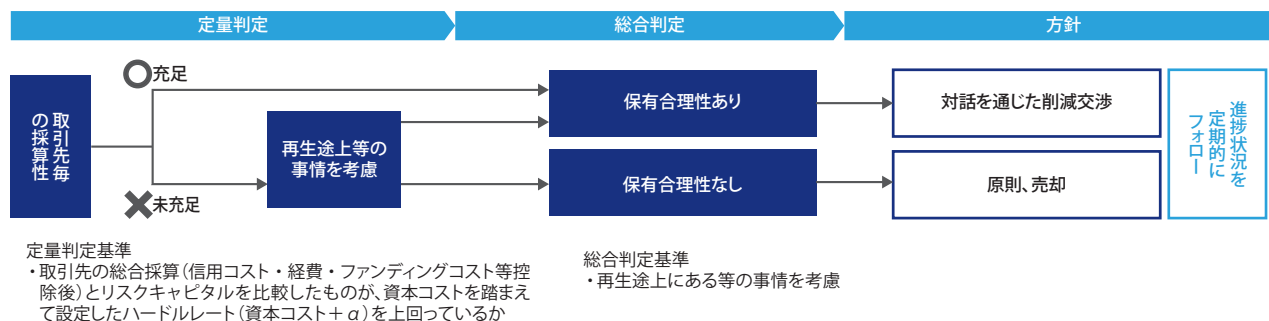 定量判定
総合判定
方針
取引先毎
の採算性
充足
未充足
再生途上等の
事情を考慮
保有合理性あり
保有合理性なし
対話を通じた削減交渉
原則、売却
進捗状況を
定期的に
フォロー
定量判定基準
・取引先の総合採算（信用コスト・経費・ファンディングコスト等控
除後）とリスクキャピタルを比較したものが、資本コストを踏まえ
て設定したハードルレート（資本コスト＋α）を上回っているか
総合判定基準
・再生途上にある等の事情を考慮